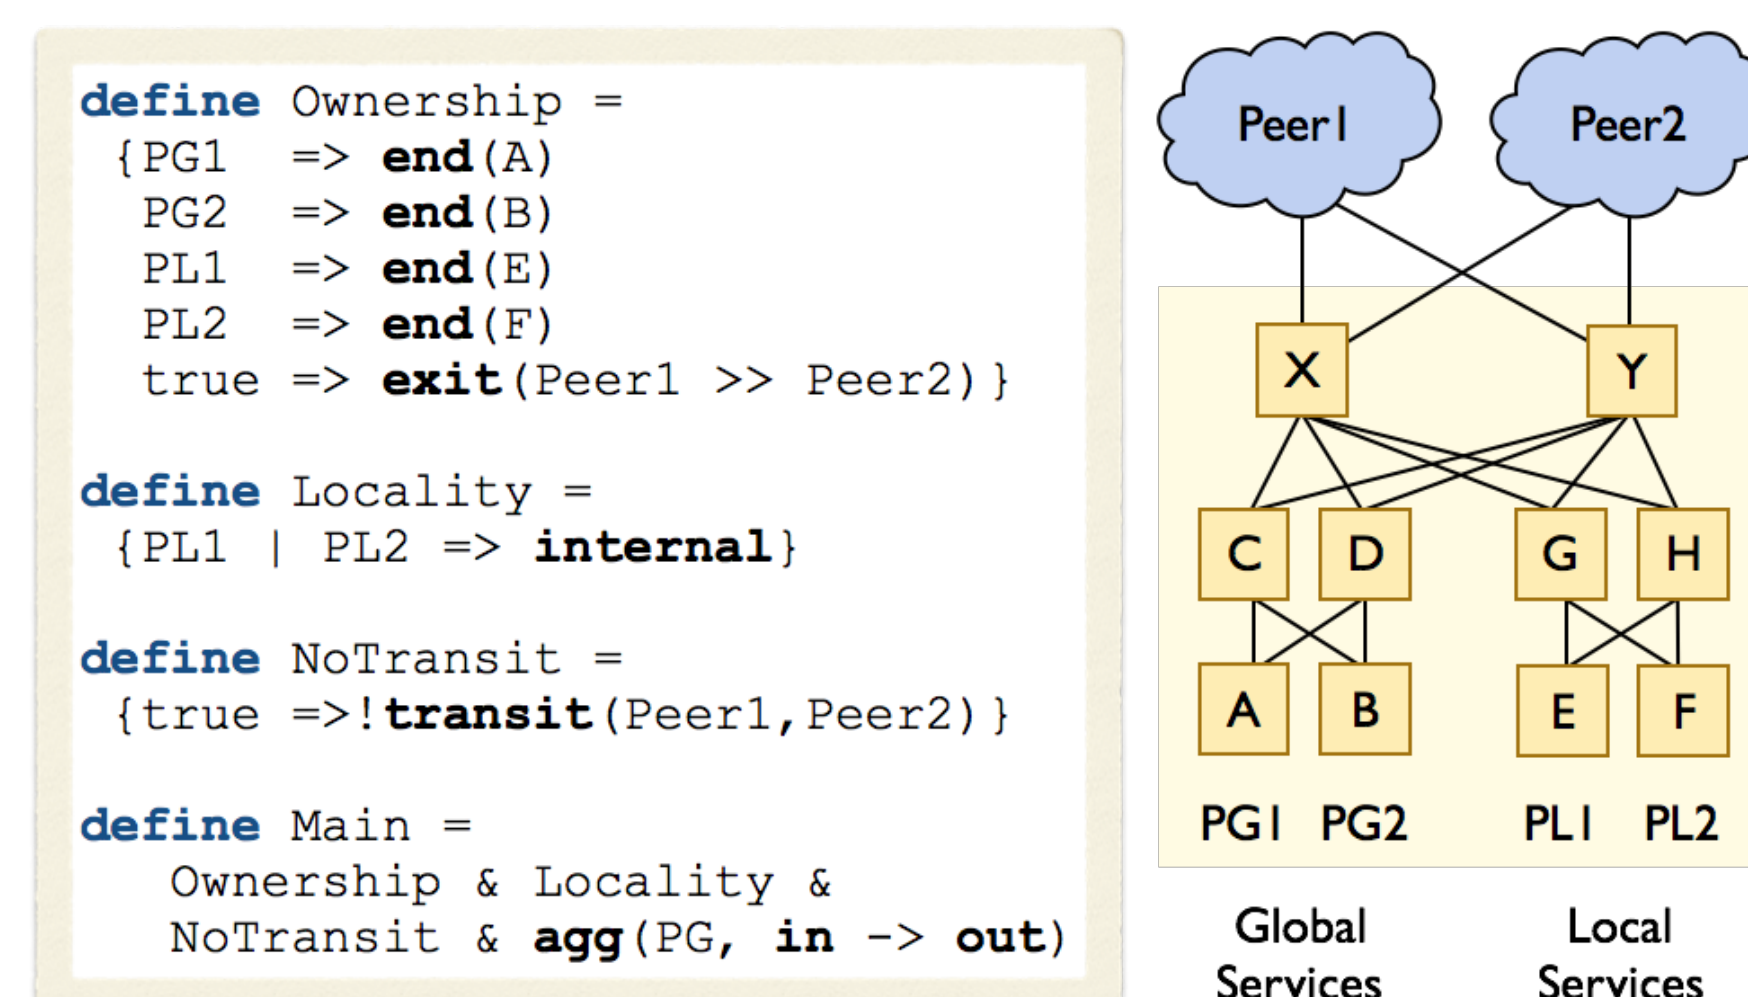 define Ownership =
{PG1 => end(A)
PG2 => end(B)
PL1 => end(E)
PL2 => end(F)
true => exit(Peer1 >> Peer2)}
define Locality =
{PL1 | PL2 => internal}
define NoTransit =
{true =>!transit(Peer1,Peer2)}
define Main =
Ownership & Locality &
NoTransit & agg(PG, in -> out)
Peer1 Peer2
X Y
C D G H
A B E F
PG1 PG2 PL1 PL2
Global Local
Services Services